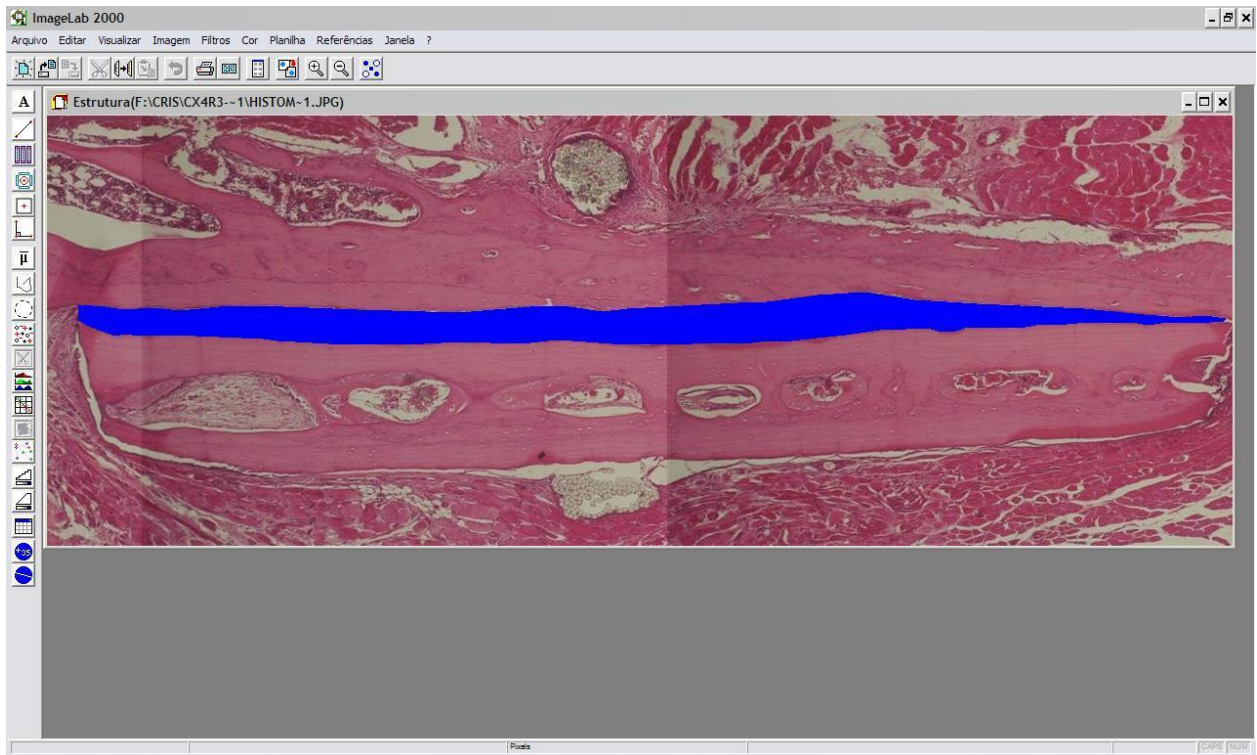 ImageLab 2000
Arquivo Editar Visualizar Imagem Filtros Cor Planilha Referências Janela ?
Estrutura(F:\CRIS\CX4R3-~1\HISTOM~1.JPG)
A
μ
+35
Pixels
CAPS NUM